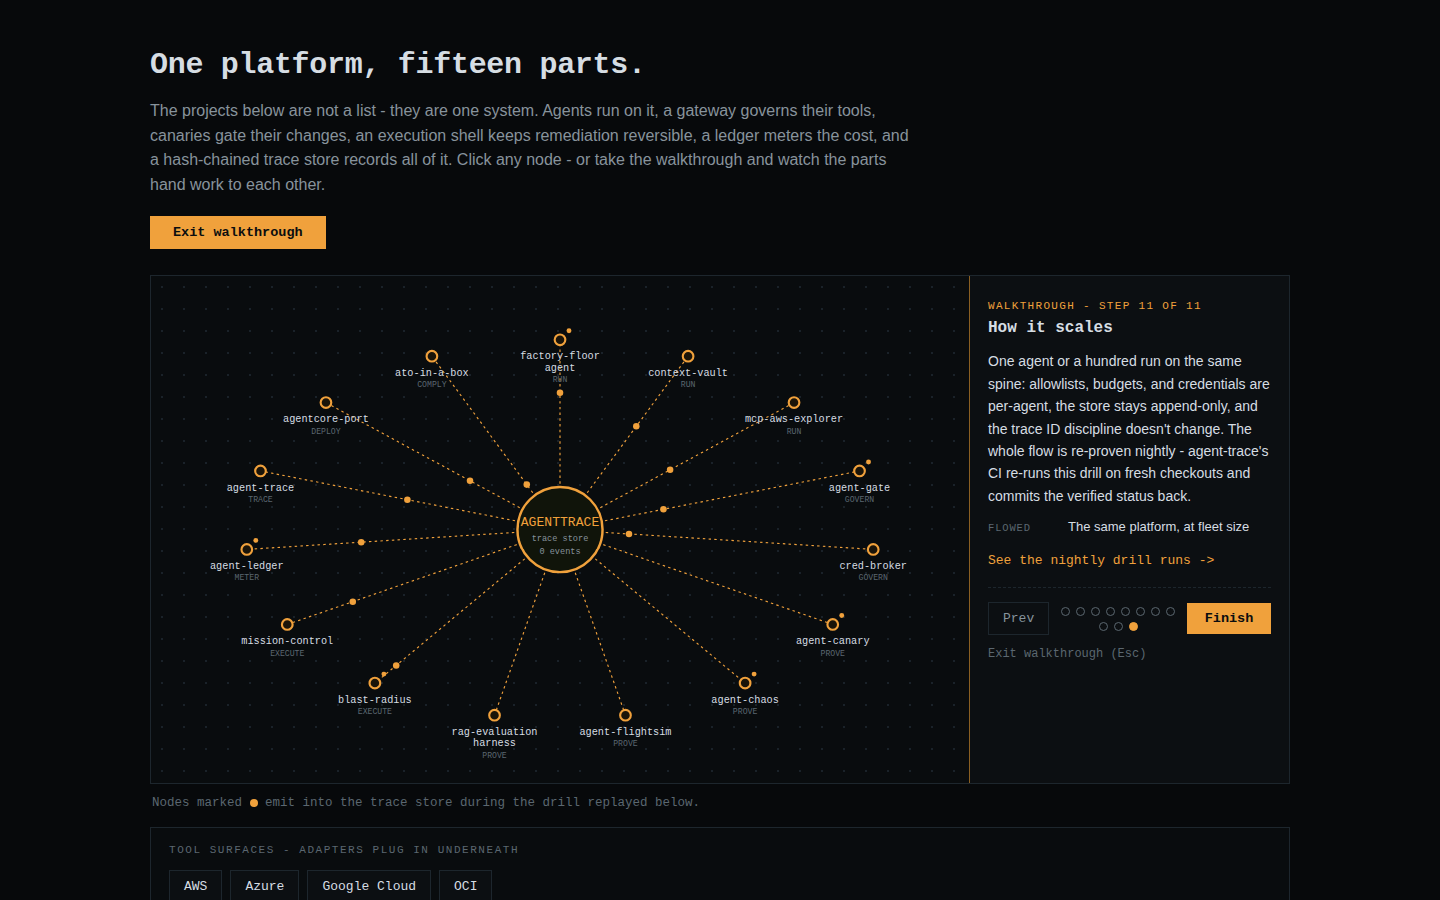 One platform, fifteen parts.
The projects below are not a list - they are one system. Agents run on it, a gateway governs their tools,
canaries gate their changes, an execution shell keeps remediation reversible, a ledger meters the cost, and
a hash-chained trace store records all of it. Click any node - or take the walkthrough and watch the parts
hand work to each other.
Exit walkthrough
factory-floor
agent
RUN
ato-in-a-box
COMPLY
context-vault
RUN
agentcore-port
DEPLOY
mcp-aws-explorer
RUN
agent-trace
TRACE
agent-gate
GOVERN
AGENTTRACE
trace store
0 events
agent-ledger
METER
cred-broker
GOVERN
mission-control
EXECUTE
agent-canary
PROVE
blast-radius
EXECUTE
agent-chaos
PROVE
rag-evaluation
harness
PROVE
agent-flightsim
PROVE
WALKTHROUGH - STEP 11 OF 11
How it scales
One agent or a hundred run on the same
spine: allowlists, budgets, and credentials are
per-agent, the store stays append-only, and
the trace ID discipline doesn't change. The
whole flow is re-proven nightly - agent-trace's
CI re-runs this drill on fresh checkouts and
commits the verified status back.
FLOWED The same platform, at fleet size
See the nightly drill runs ->
Prev
Finish
Exit walkthrough (Esc)
Nodes marked emit into the trace store during the drill replayed below.
TOOL SURFACES - ADAPTERS PLUG IN UNDERNEATH
AWS
Azure
Google Cloud
OCI